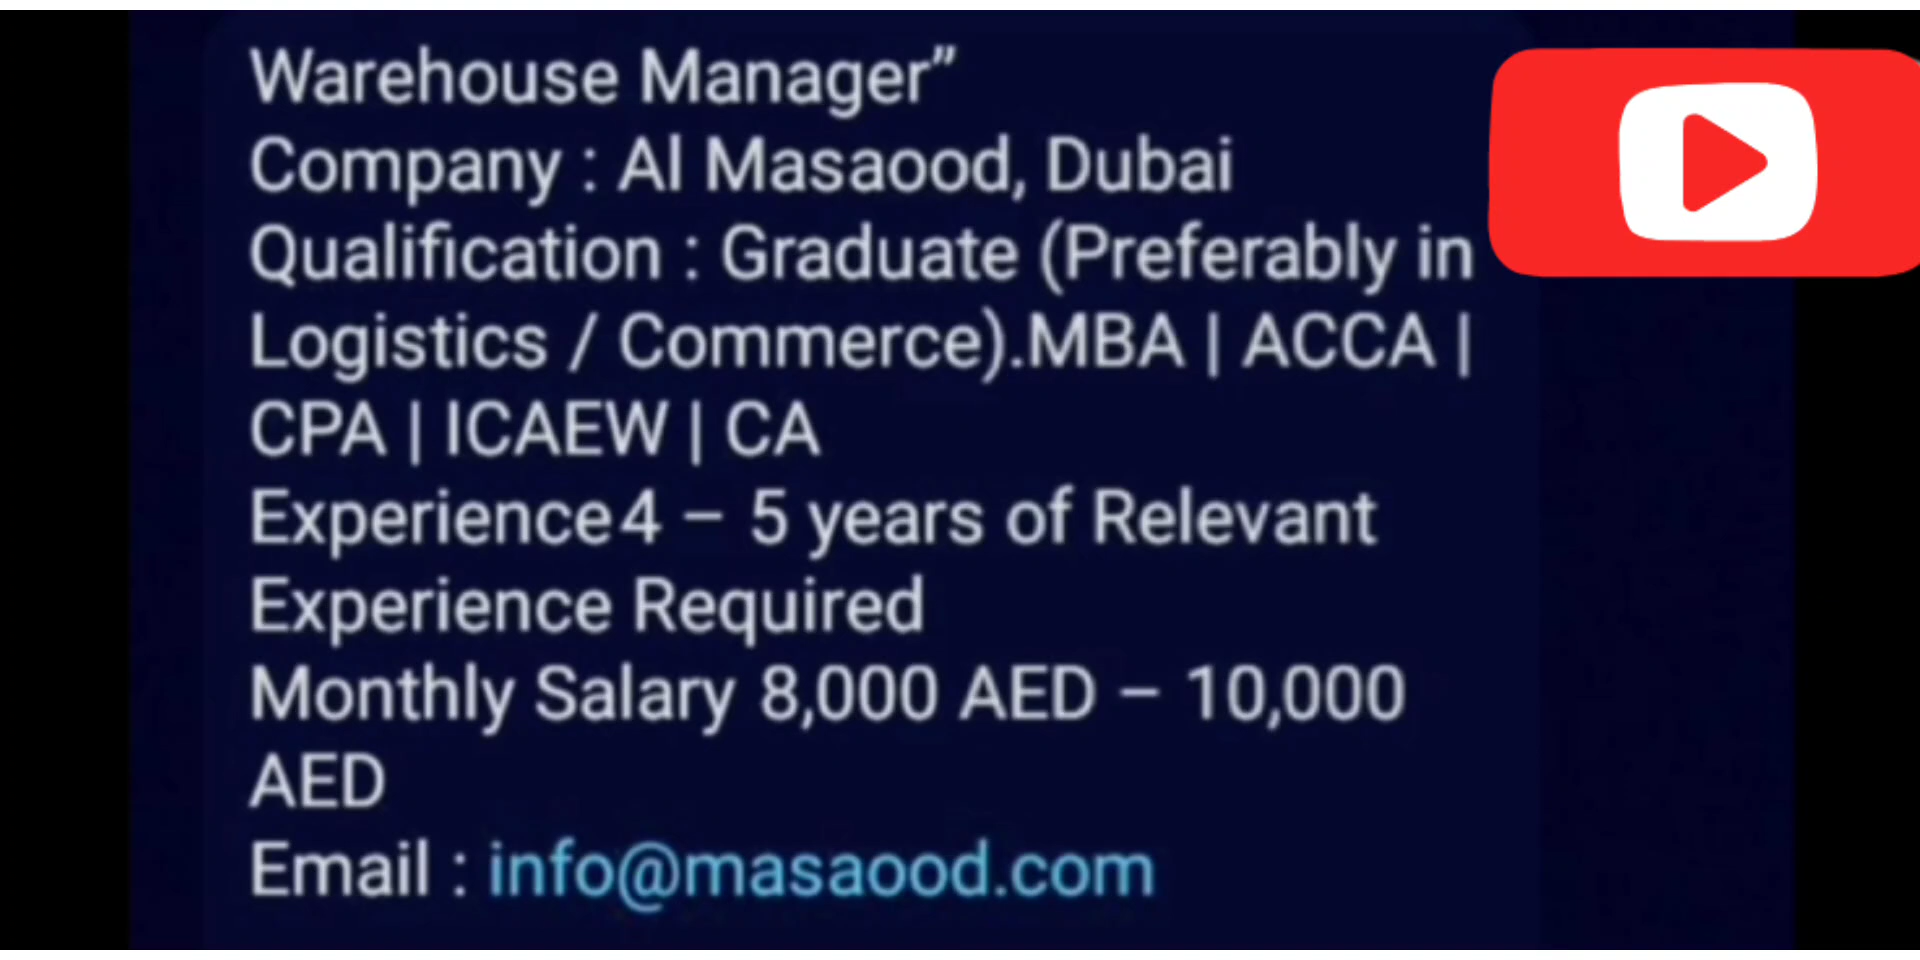 Warehouse Manager”
Company : Al Masaood, Dubai
Qualification : Graduate (Preferably in
Logistics / Commerce).MBA | ACCA |
CPA | ICAEW | CA
Experience4 – 5 years of Relevant
Experience Required
Monthly Salary 8,000 AED – 10,000
AED
Email : info@masaood.com